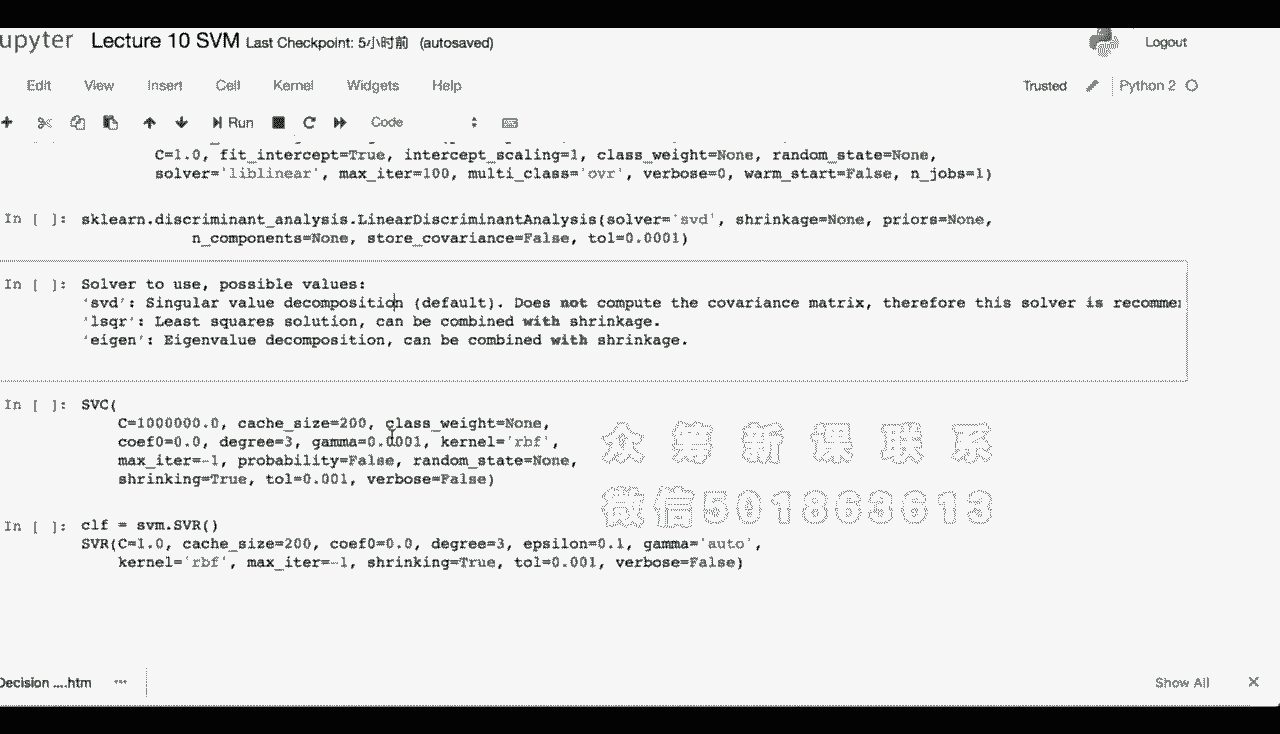 upyter Lecture 10 SVM Last Checkpoint: 5小时前 (autosaved)
Logout
Edit View Insert Cell Kernel Widgets Help
Trusted Python 2
Run Code
C=1.0, fit_intercept=True, intercept_scaling=1, class_weight=None, random_state=None,
solver='liblinear', max_iter=100, multi_class='ovr', verbose=0, warm_start=False, n_jobs=1)
In [ ]: sklearn.discriminant_analysis.LinearDiscriminantAnalysis(solver='svd', shrinkage=None, priors=None,
n_components=None, store_covariance=False, tol=0.0001)
In [ ]: Solver to use, possible values:
'svd': Singular value decomposition (default). Does not compute the covariance matrix, therefore this solver is recommen
'lsqr': Least squares solution, can be combined with shrinkage.
'eigen': Eigenvalue decomposition, can be combined with shrinkage.
In [ ]: SVC(
C=1000000.0, cache_size=200, class_weight=None,
coef0=0.0, degree=3, gamma=0.0001, kernel='rbf',
max_iter=-1, probability=False, random_state=None,
shrinking=True, tol=0.001, verbose=False)
众筹新课联系
微信501863613
In [ ]: clf = svm.SVR()
SVR(C=1.0, cache_size=200, coef0=0.0, degree=3, epsilon=0.1, gamma='auto',
kernel='rbf', max_iter=-1, shrinking=True, tol=0.001, verbose=False)
Decision ....htm
Show All